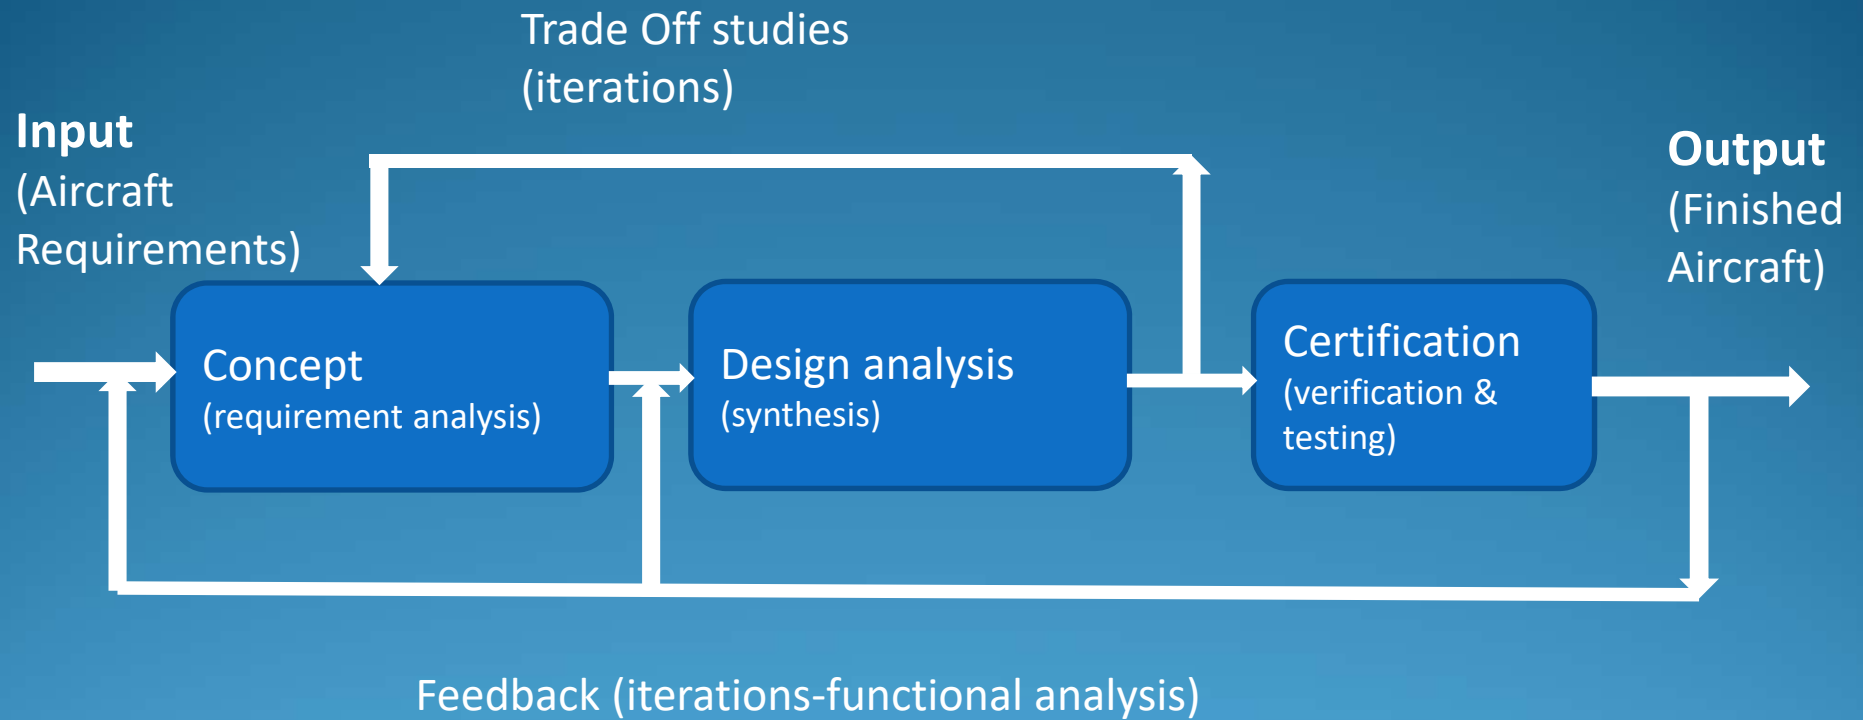 Trade Off studies
(iterations)
Input
(Aircraft
Requirements)
Output
(Finished
Aircraft)
Concept
(requirement analysis)
Design analysis
(synthesis)
Certification
(verification &
testing)
Feedback (iterations-functional analysis)